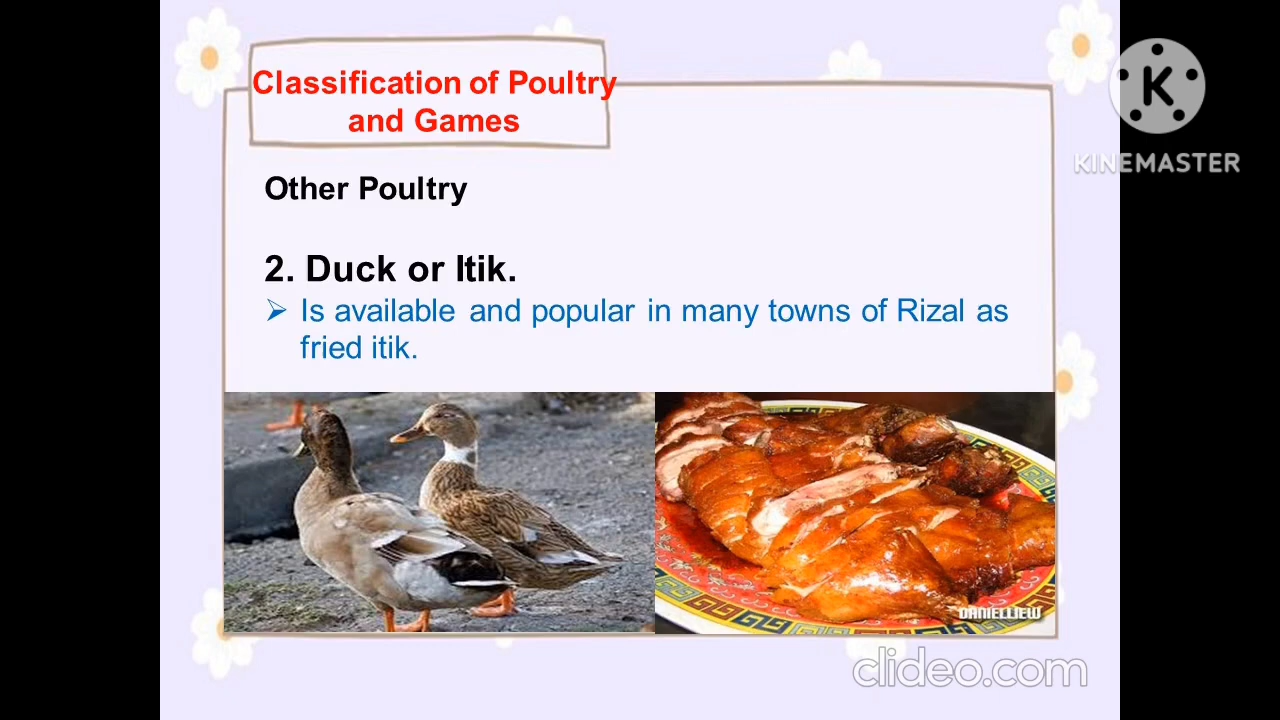 Classification of Poultry
and Games
K
KINEMASTER
Other Poultry
2. Duck or Itik.
➢ Is available and popular in many towns of Rizal as
fried itik.
DANIELLIEW
clideo.com